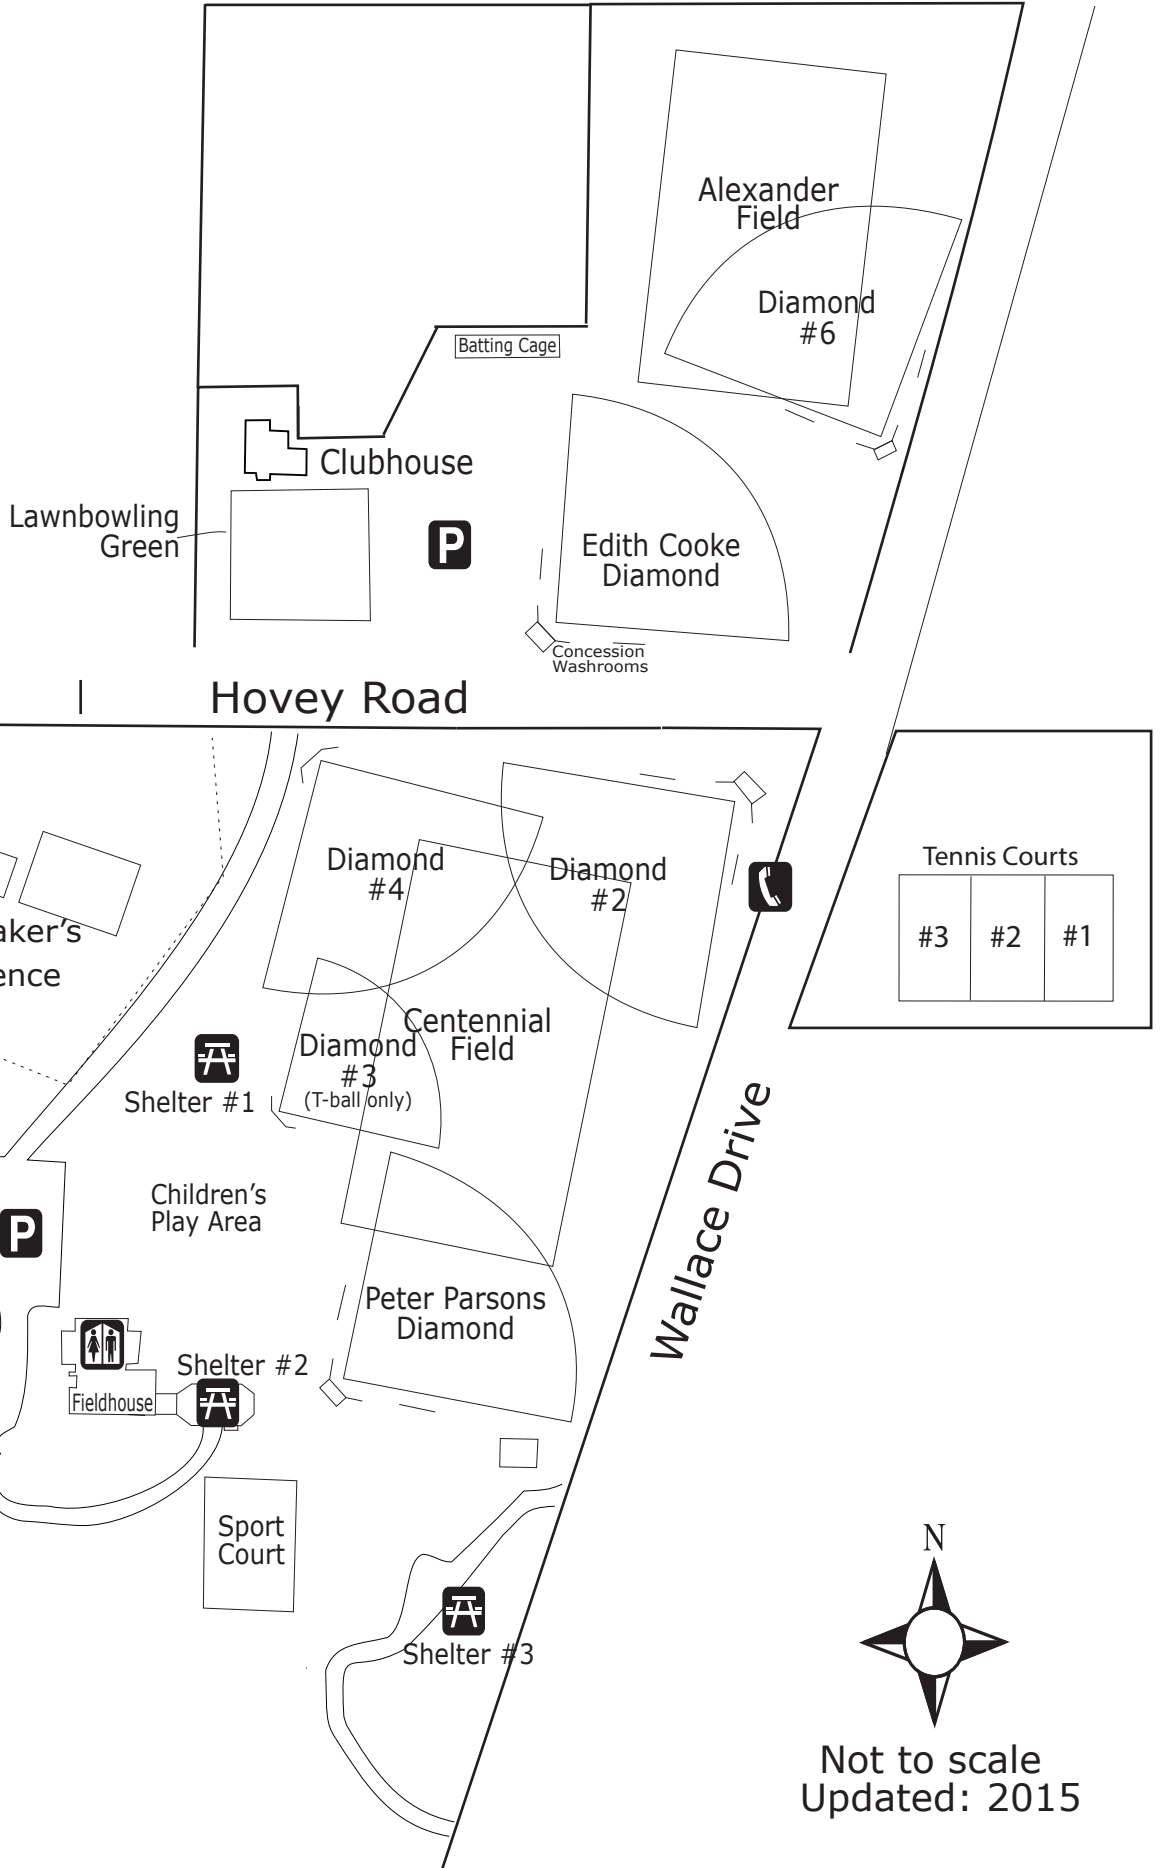 Alexander
Field
Diamond
#6
Batting Cage
Clubhouse
Lawnbowling
Green
P
Edith Cooke
Diamond
Concession
Washrooms
Hovey Road
Diamond
#4
Diamond
#2
Tennis Courts
#3
#2
#1
aker’s
ence
Centennial
Field
Diamond
#3
(T-ball only)
Shelter #1
Children’s
Play Area
P
Wallace Drive
Peter Parsons
Diamond
Shelter #2
Fieldhouse
Sport
Court
Shelter #3
N
Not to scale
Updated: 2015